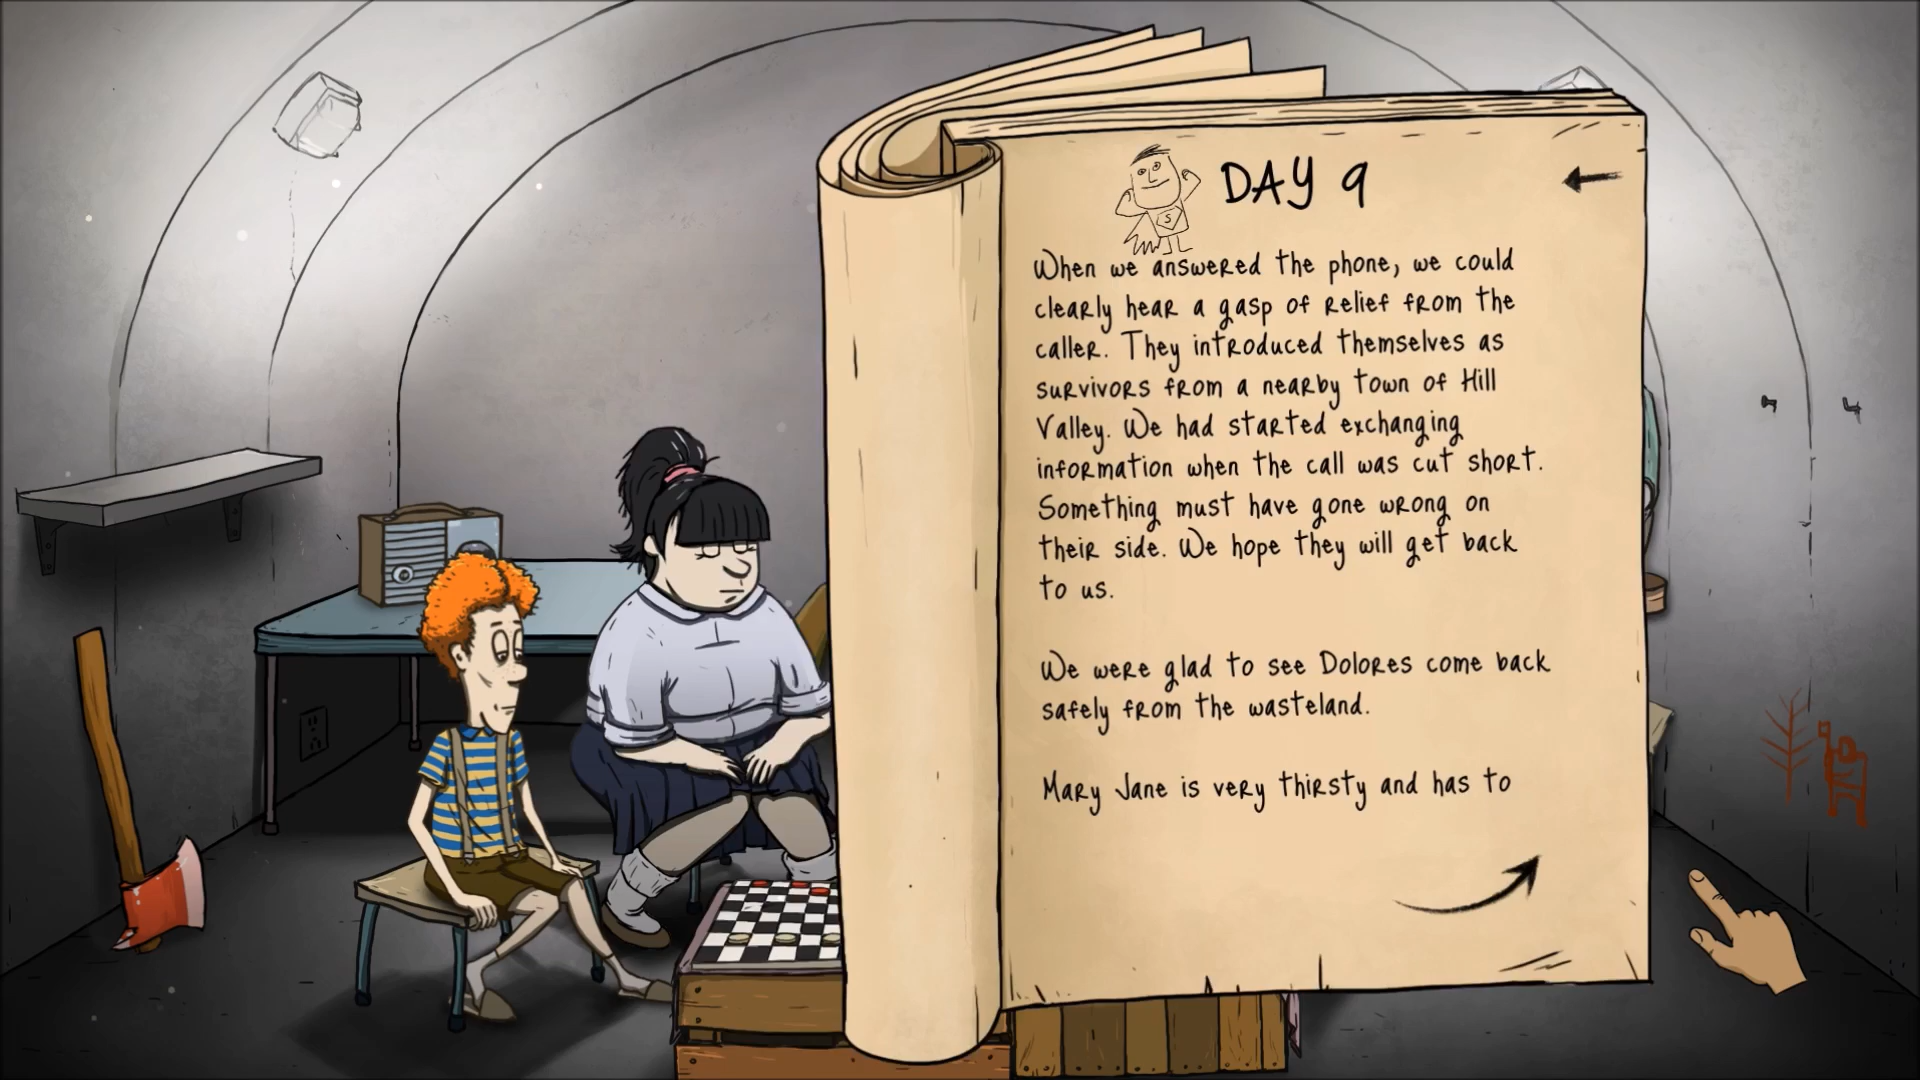 DAY 9
S
When we answered the phone, we could
clearly hear a gasp of relief from the
caller. They introduced themselves as
survivors from a nearby town of Hill
Valley. We had started exchanging
information when the call was cut short.
Something must have gone wrong on
their side. We hope they will get back
to us.
We were glad to see Dolores come back
safely from the wasteland.
Mary Jane is very thirsty and has to